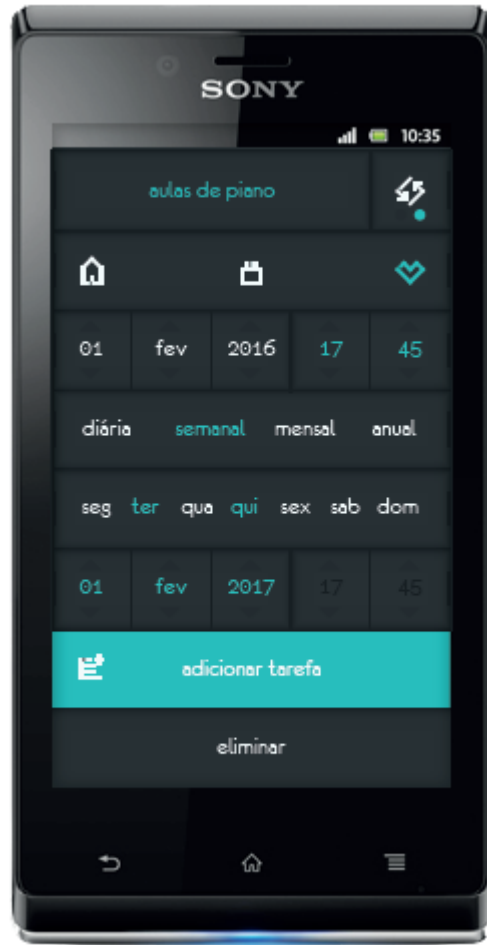 SONY
10:35
aulas de piano
01 fev 2016 17 45
diária semanal mensal anual
seg ter qua qui sex sab dom
01 fev 2017 17 45
adicionar tarefa
eliminar